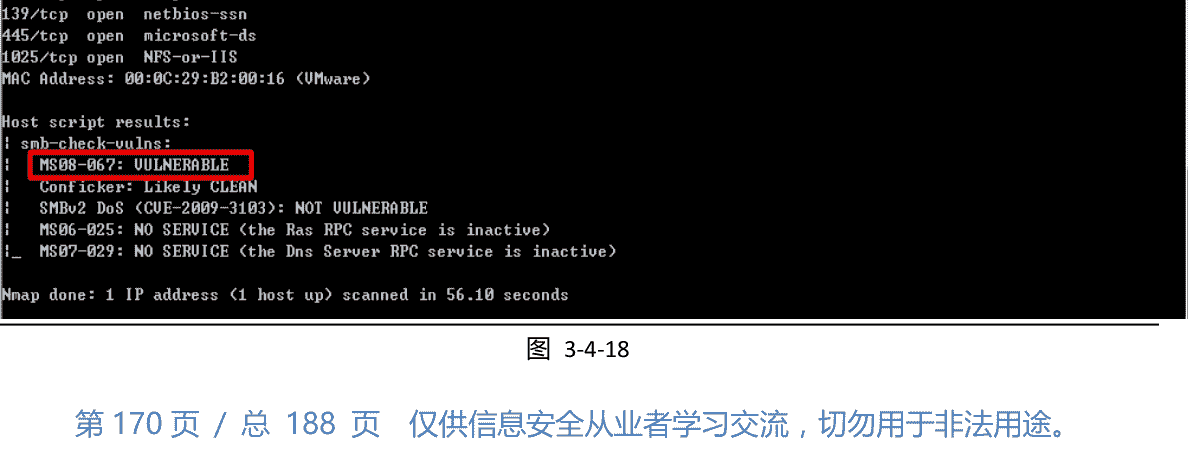 139/tcp  open  netbios-ssn
445/tcp  open  microsoft-ds
1025/tcp open  NFS-or-IIS
MAC Address: 00:0C:29:B2:00:16 (VMware)
Host script results:
| smb-check-vulns:
|   MS08-067: VULNERABLE
|   Conficker: Likely CLEAN
|   SMBv2 DoS (CVE-2009-3103): NOT VULNERABLE
|   MS06-025: NO SERVICE (the Ras RPC service is inactive)
|_  MS07-029: NO SERVICE (the Dns Server RPC service is inactive)
Nmap done: 1 IP address (1 host up) scanned in 56.10 seconds
图 3-4-18
第 170 页 / 总 188 页 仅供信息安全从业者学习交流，切勿用于非法用途。